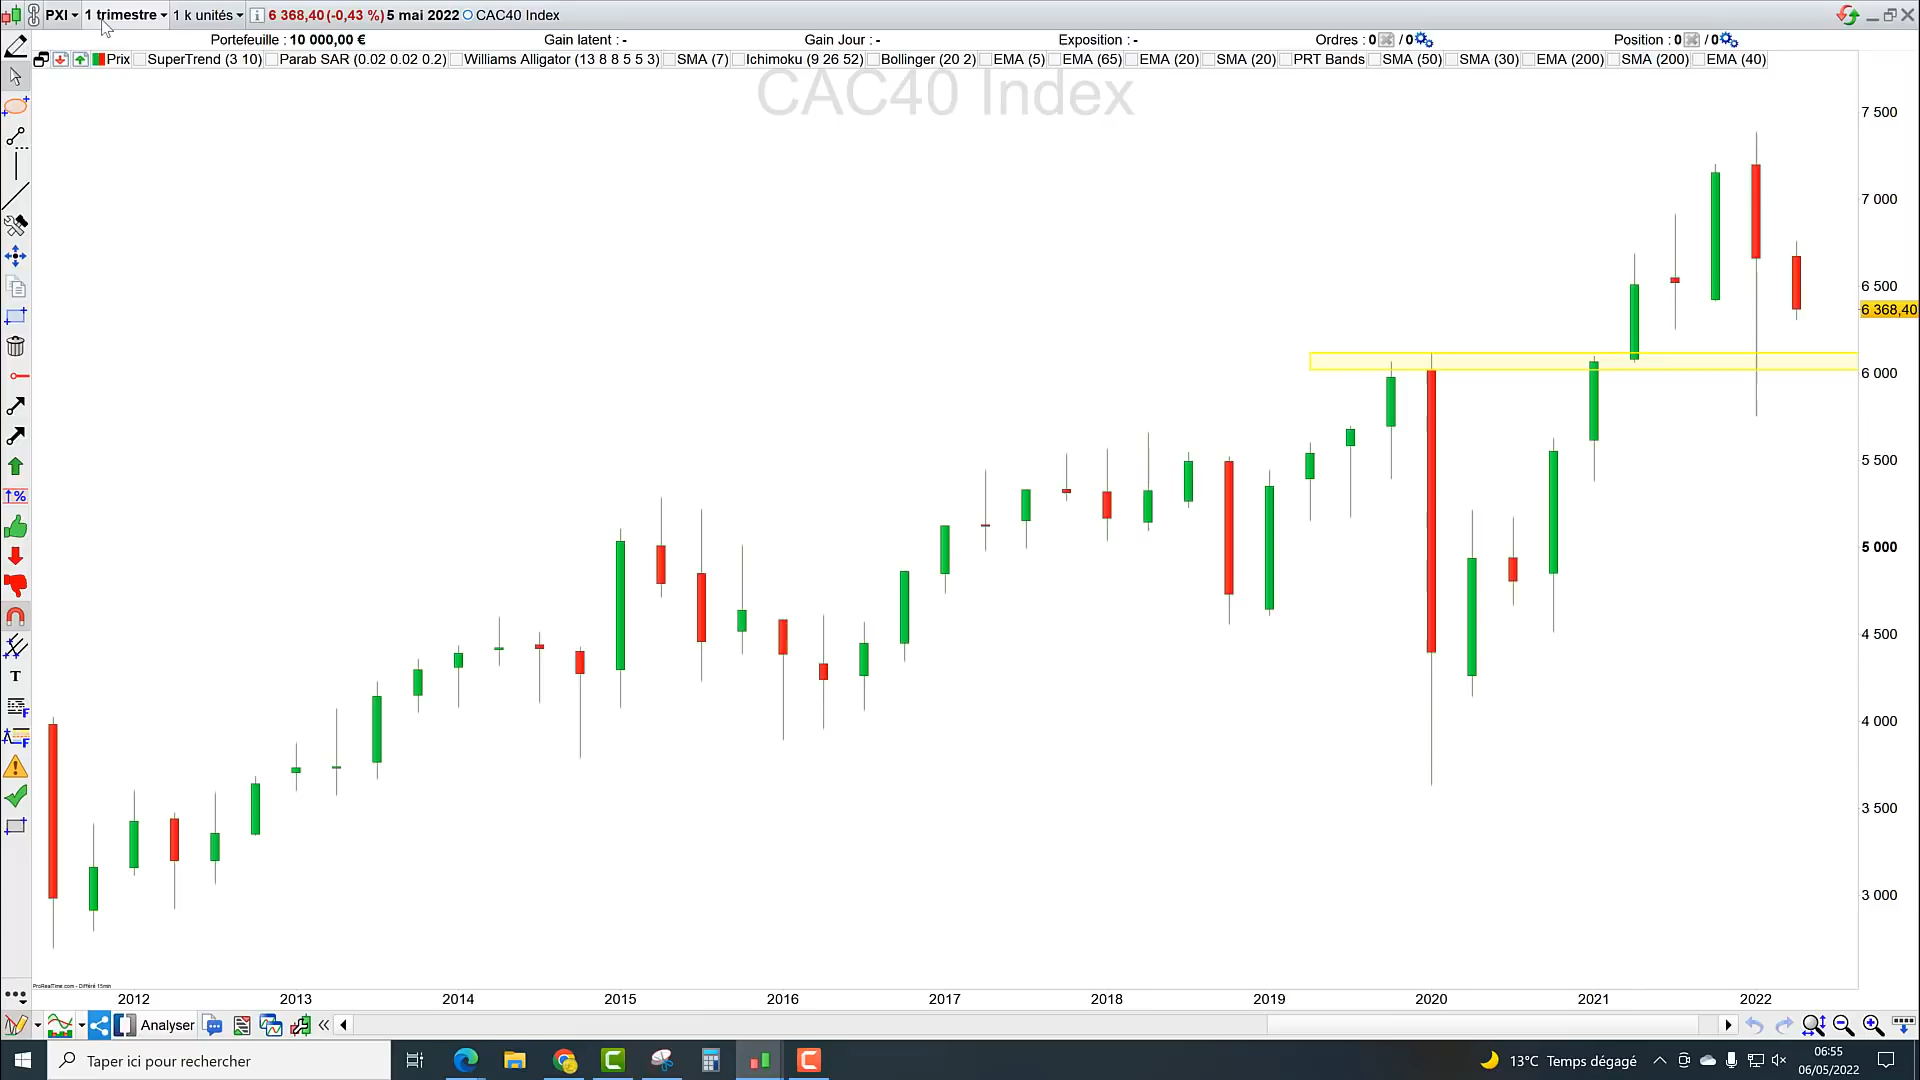 PXI 1 trimestre 1 k unités 6 368,40 (-0,43 %) 5 mai 2022 CAC40 Index
Portefeuille : 10 000,00 € Gain latent : - Gain Jour : - Exposition : - Ordres : 0 / 0 Position : 0 / 0
Prix SuperTrend (3 10) Parab SAR (0.02 0.02 0.2) Williams Alligator (13 8 8 5 5 3) SMA (7) Ichimoku (9 26 52) Bollinger (20 2) EMA (5) EMA (65) EMA (20) SMA (20) PRT Bands SMA (50) SMA (30) EMA (200) SMA (200) EMA (40)
CAC40 Index
7 500
7 000
6 500
6 368,40
6 000
5 500
5 000
4 500
4 000
3 500
3 000
ProRealTime.com - Différé 15min
2012 2013 2014 2015 2016 2017 2018 2019 2020 2021 2022
Analyser
Taper ici pour rechercher
13°C Temps dégagé
06:55
06/05/2022